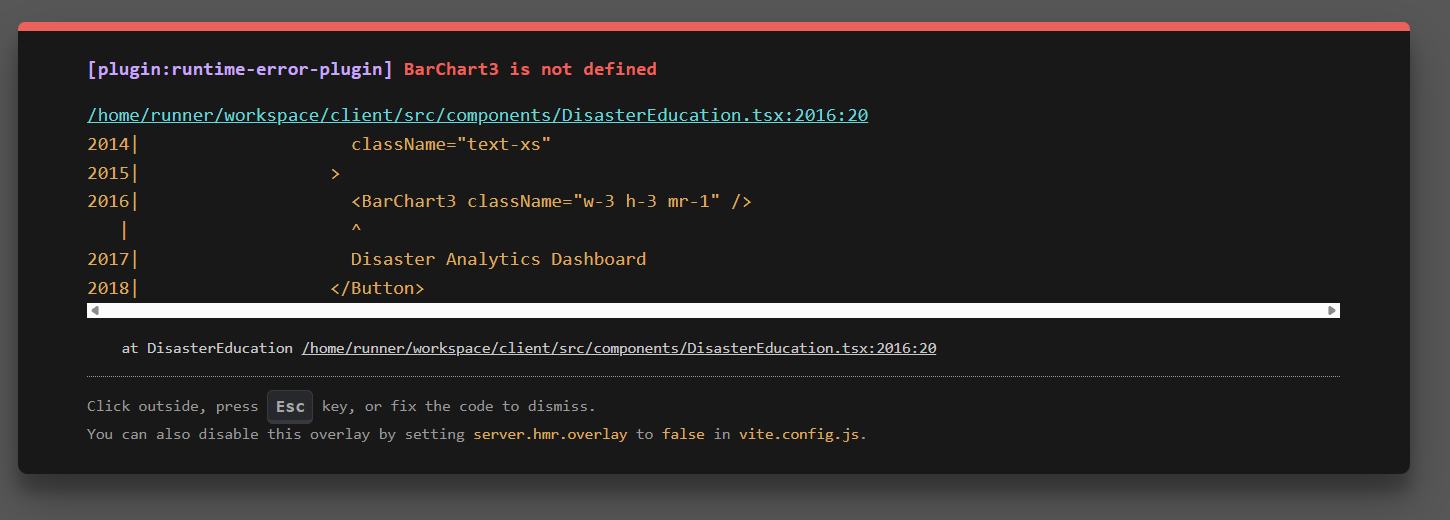 [plugin:runtime-error-plugin] BarChart3 is not defined
/home/runner/workspace/client/src/components/DisasterEducation.tsx:2016:20
2014|                    className="text-xs"
2015|                  >
2016|                    <BarChart3 className="w-3 h-3 mr-1" />
   |                    ^
2017|                    Disaster Analytics Dashboard
2018|                  </Button>
at DisasterEducation /home/runner/workspace/client/src/components/DisasterEducation.tsx:2016:20
Click outside, press Esc key, or fix the code to dismiss.
You can also disable this overlay by setting server.hmr.overlay to false in vite.config.js.